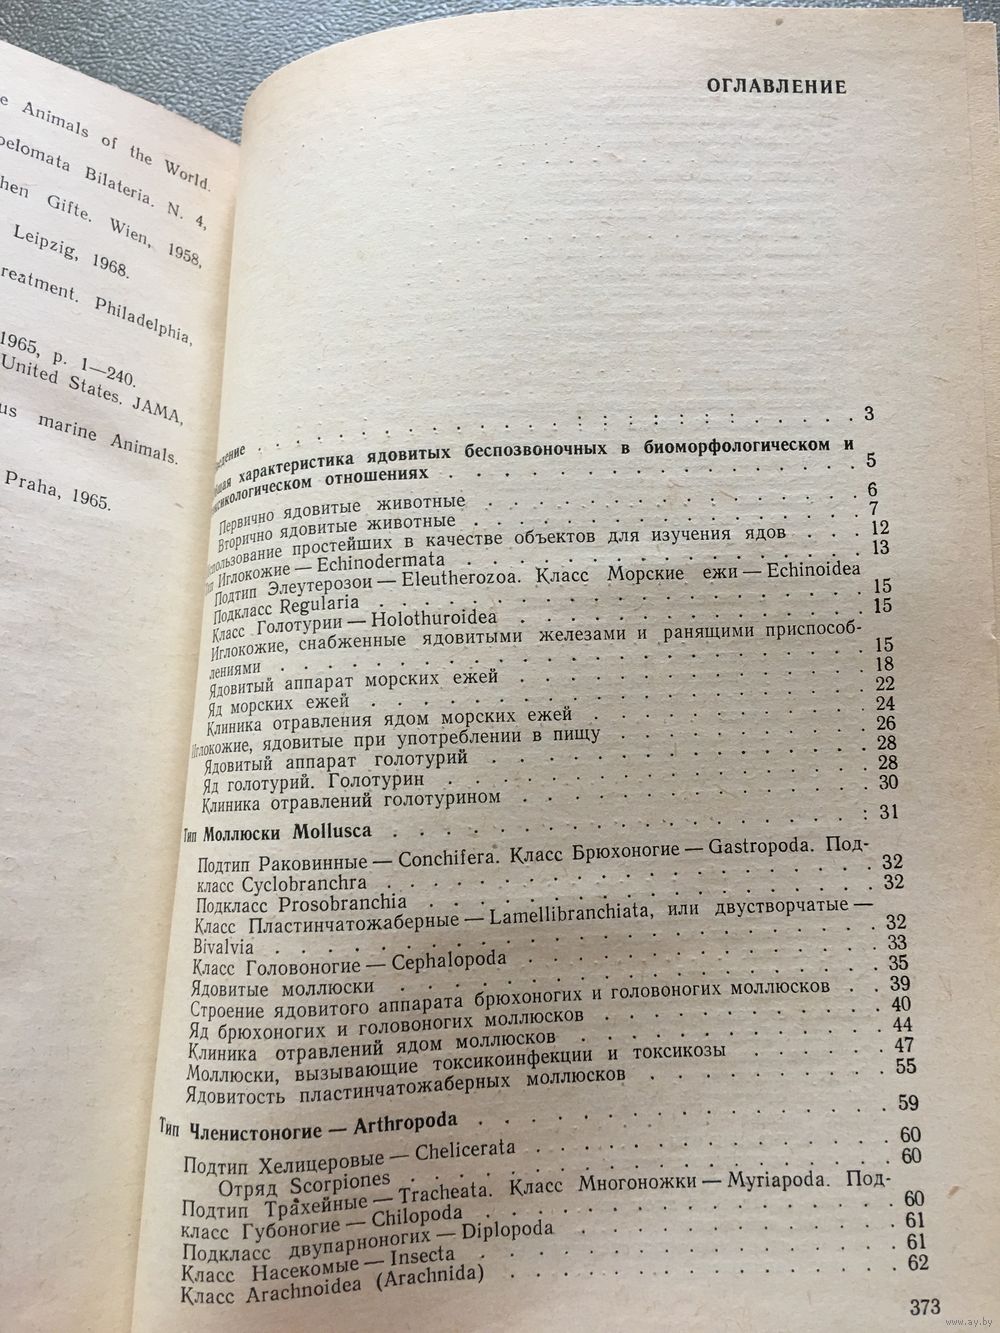 e Animals of the World.
oelomata Bilateria. N. 4,
hen Gifte. Wien, 1958,
Leipzig, 1968.
reatment. Philadelphia,
1965, p. 1—240.
United States. JAMA,
us marine Animals.
Praha, 1965.
ОГЛАВЛЕНИЕ
едение . . . . . . . . . . . . . . . . . . . . 3
бщая характеристика ядовитых беспозвоночных в биоморфологическом и
ксикологическом отношениях . . . . . . . . . . . . . . 5
Первично ядовитые животные . . . . . . . . . . . . . 6
Вторично ядовитые животные . . . . . . . . . . . . . 7
спользование простейших в качестве объектов для изучения ядов . . . 12
Тип Иглокожие — Echinodermata . . . . . . . . . . . . . 13
Подтип Элеутерозои — Eleutherozoa. Класс Морские ежи — Echinoidea
Подкласс Regularia . . . . . . . . . . . . . . . . 15
Класс Голотурии — Holothuroidea . . . . . . . . . . . . 15
Иглокожие, снабженные ядовитыми железами и ранящими приспособ-
лениями . . . . . . . . . . . . . . . . . . . 15
Ядовитый аппарат морских ежей . . . . . . . . . . . . 18
Яд морских ежей . . . . . . . . . . . . . . . . 22
Клиника отравления ядом морских ежей . . . . . . . . . . 24
Иглокожие, ядовитые при употреблении в пищу . . . . . . . . 26
Ядовитый аппарат голотурий . . . . . . . . . . . . . 28
Яд голотурий. Голотурин . . . . . . . . . . . . . . 28
Клиника отравлений голотурином . . . . . . . . . . . . 30
Тип Моллюски Mollusca . . . . . . . . . . . . . . . : 31
Подтип Раковинные — Conchifera. Класс Брюхоногие — Gastropoda. Под-
класс Cyclobranchra . . . . . . . . . . . . . . . . 32
Подкласс Prosobranchia . . . . . . . . . . . . . . . 32
Класс Пластинчатожаберные — Lamellibranchiata, или двустворчатые —
Bivalvia . . . . . . . . . . . . . . . . . . . 32
Класс Головоногие — Cephalopoda . . . . . . . . . . . . 33
Ядовитые моллюски . . . . . . . . . . . . . . . . 35
Строение ядовитого аппарата брюхоногих и головоногих моллюсков . . 39
Яд брюхоногих и головоногих моллюсков . . . . . . . . . . 40
Клиника отравлений ядом моллюсков . . . . . . . . . . . 44
Моллюски, вызывающие токсикоинфекции и токсикозы . . . . . . 47
Ядовитость пластинчатожаберных моллюсков . . . . . . . . . 55
Тип Членистоногие — Arthropoda . . . . . . . . . . . . . 59
Подтип Хелицеровые — Chelicerata . . . . . . . . . . . . 60
Отряд Scorpiones . . . . . . . . . . . . . . . . 60
Подтип Трахейные — Tracheata. Класс Многоножки — Myriapoda. Под-
класс Губоногие — Chilopoda . . . . . . . . . . . . . 60
Подкласс двупарноногих — Diplopoda . . . . . . . . . . . 61
Класс Насекомые — Insecta . . . . . . . . . . . . . . 61
Класс Arachnoidea (Arachnida) . . . . . . . . . . . . . 62
373
www.ay.by